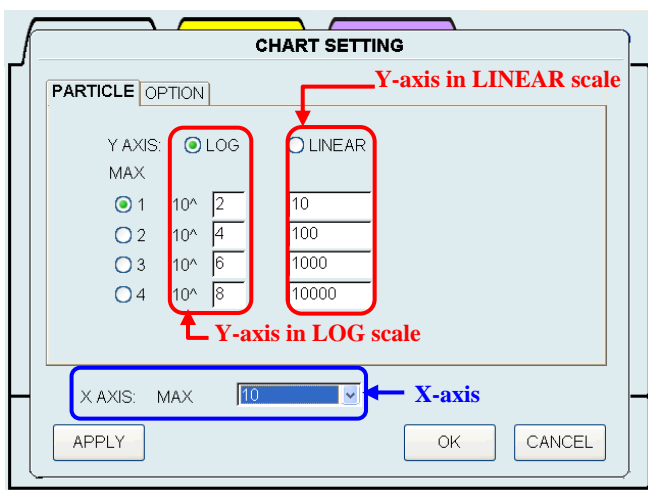 CHART SETTING
Y-axis in LINEAR scale
PARTICLE OPTION
Y AXIS: LOG LINEAR
MAX
1 10^ 2 10
2 10^ 4 100
3 10^ 6 1000
4 10^ 8 10000
Y-axis in LOG scale
X AXIS: MAX 10 X-axis
APPLY OK CANCEL